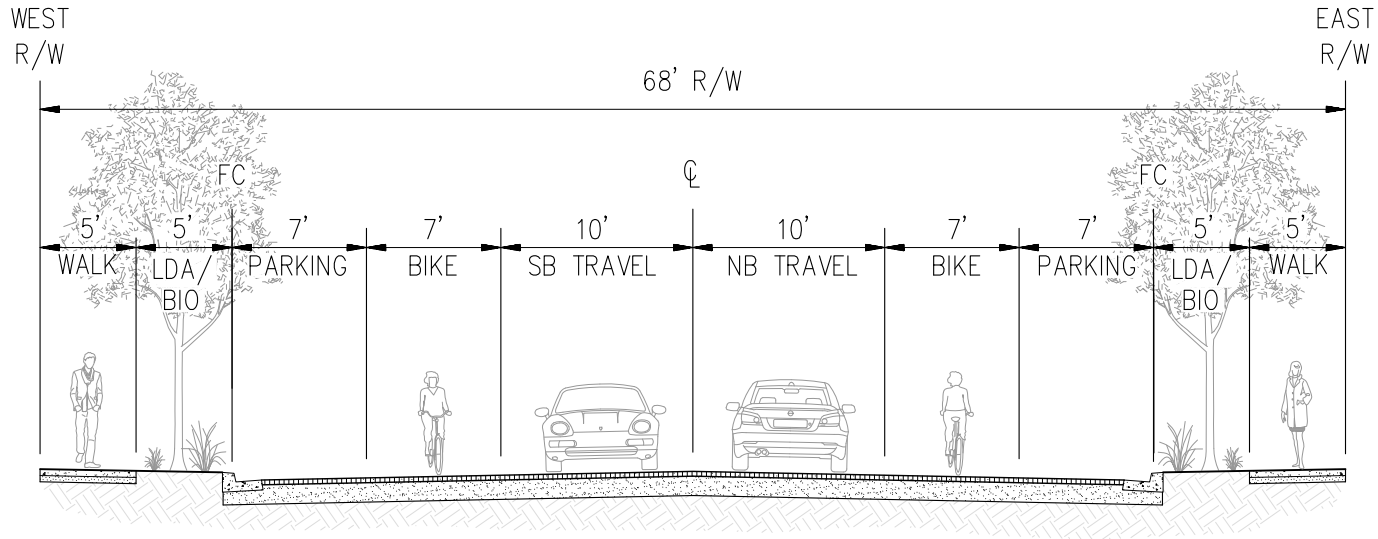 WEST
R/W
EAST
R/W
68' R/W
FC
℄
FC
5'
5'
7'
7'
10'
10'
7'
7'
5'
5'
WALK
LDA/
BIO
PARKING
BIKE
SB TRAVEL
NB TRAVEL
BIKE
PARKING
LDA/
BIO
WALK